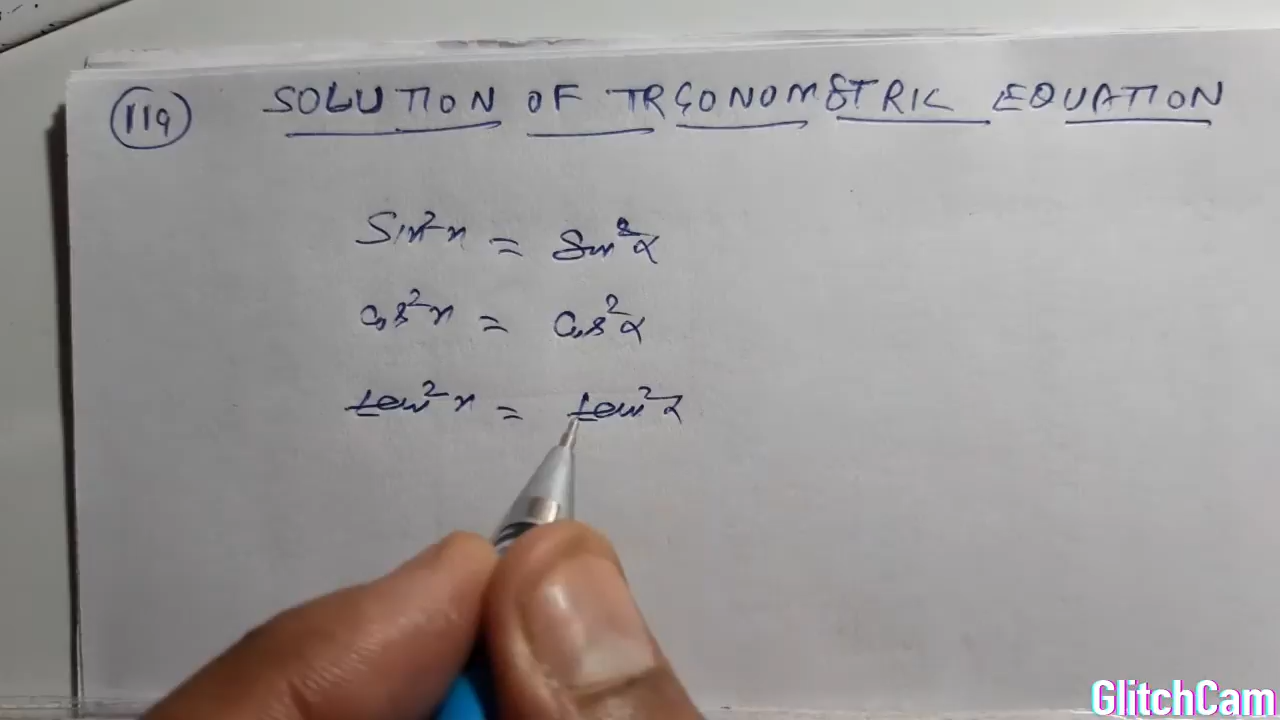 119 SOLUTION OF TRGONOMETRIC EQUATION
Sin²x = Sin²α
Cos²x = Cos²α
tan²x = tan²α
GlitchCam